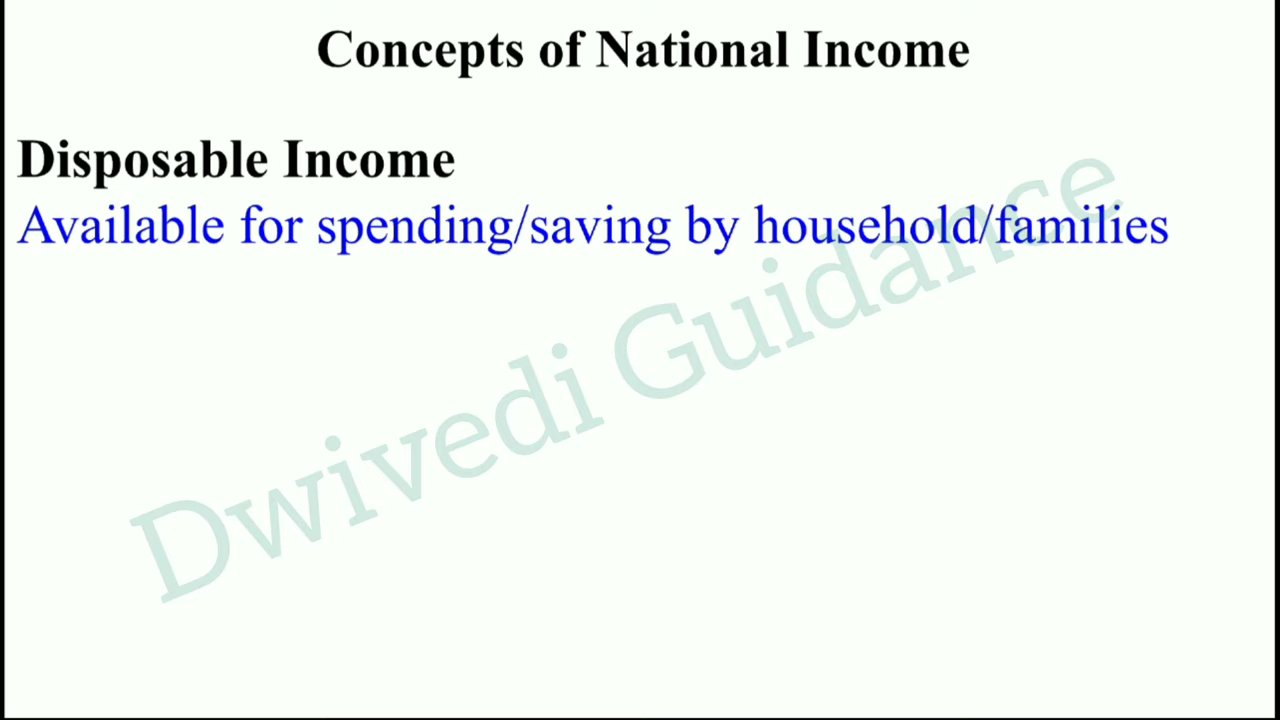 Concepts of National Income
Disposable Income
Available for spending/saving by household/families
Dwivedi Guidance